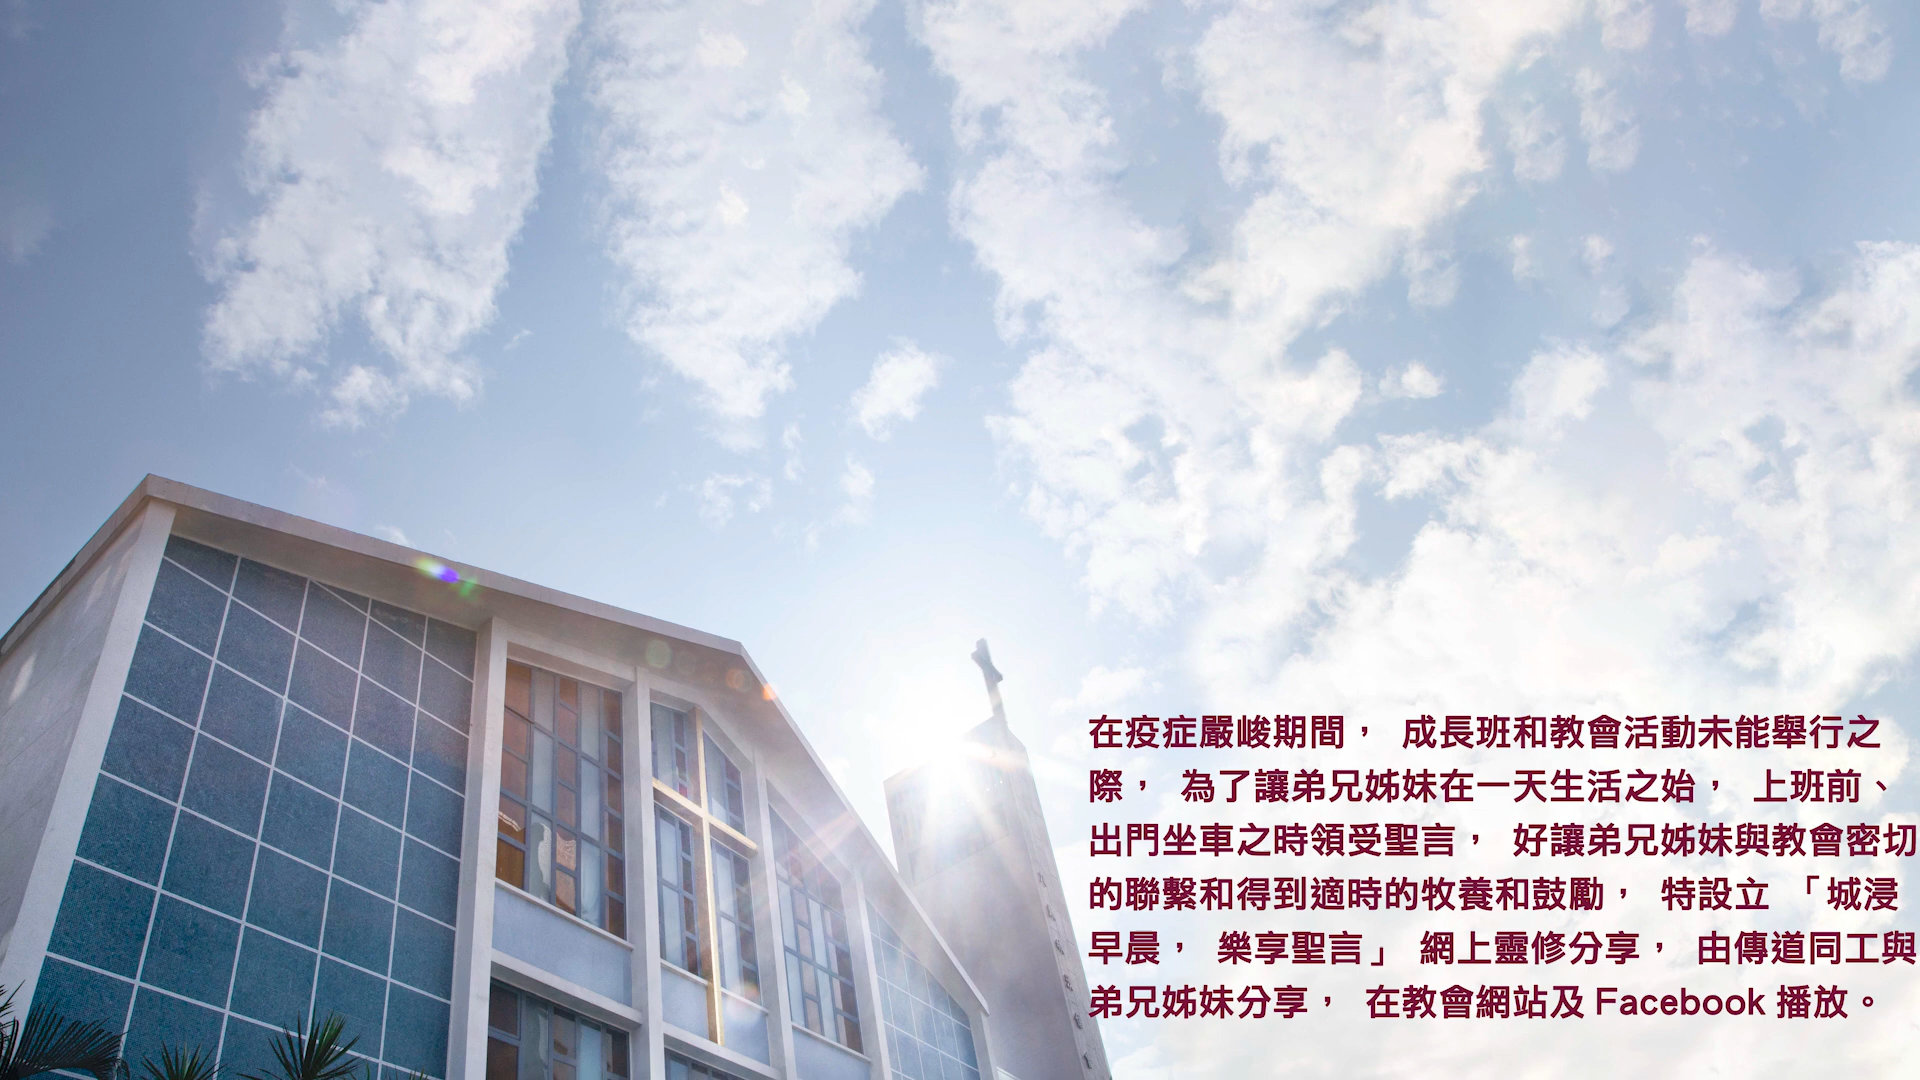 在疫症嚴峻期間， 成長班和教會活動未能舉行之
際， 為了讓弟兄姊妹在一天生活之始， 上班前、
出門坐車之時領受聖言， 好讓弟兄姊妹與教會密切
的聯繫和得到適時的牧養和鼓勵， 特設立 「城浸
早晨， 樂享聖言」 網上靈修分享， 由傳道同工與
弟兄姊妹分享， 在教會網站及 Facebook 播放。